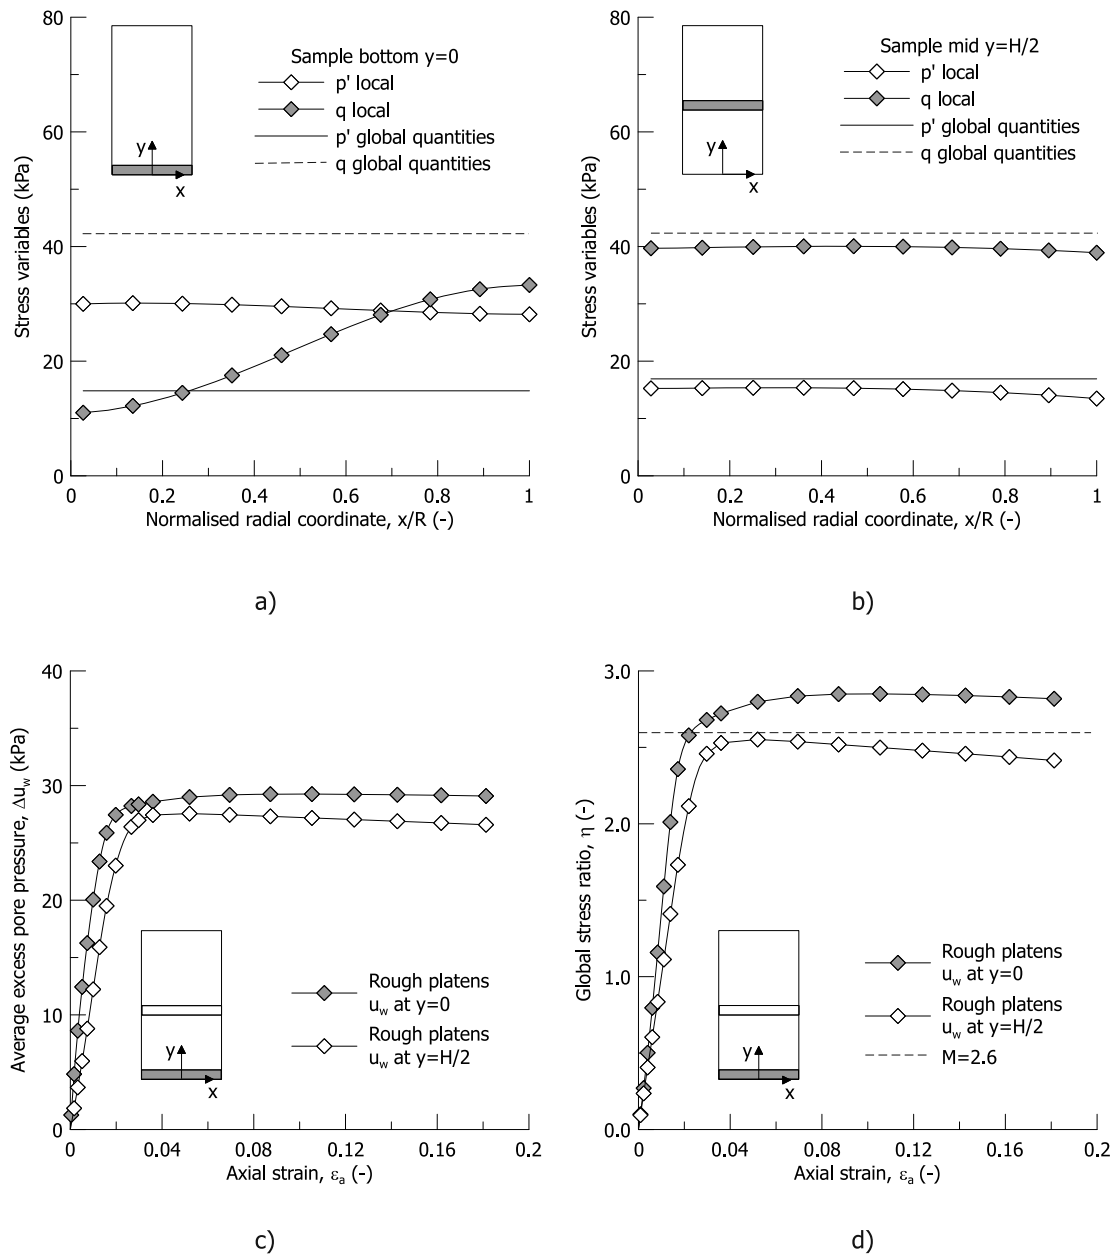 80
60
40
20
0
Stress variables (kPa)
Sample bottom y=0
p' local
q local
p' global quantities
q global quantities
y
x
0
0.2
0.4
0.6
0.8
1
Normalised radial coordinate, x/R (-)
a)
80
60
40
20
0
Stress variables (kPa)
Sample mid y=H/2
p' local
q local
p' global quantities
q global quantities
y
x
0
0.2
0.4
0.6
0.8
1
Normalised radial coordinate, x/R (-)
b)
40
30
20
10
0
Average excess pore pressure, Δu_w (kPa)
Rough platens
u_w at y=0
Rough platens
u_w at y=H/2
y
x
0
0.04
0.08
0.12
0.16
0.2
Axial strain, ε_a (-)
c)
3.0
2.0
1.0
0.0
Global stress ratio, η (-)
Rough platens
u_w at y=0
Rough platens
u_w at y=H/2
M=2.6
y
x
0
0.04
0.08
0.12
0.16
0.2
Axial strain, ε_a (-)
d)